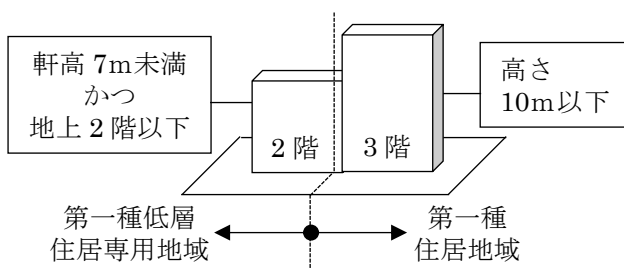 軒高 7m未満
かつ
地上 2 階以下
高さ
10m以下
2 階
3 階
第一種低層
住居専用地域
第一種
住居地域